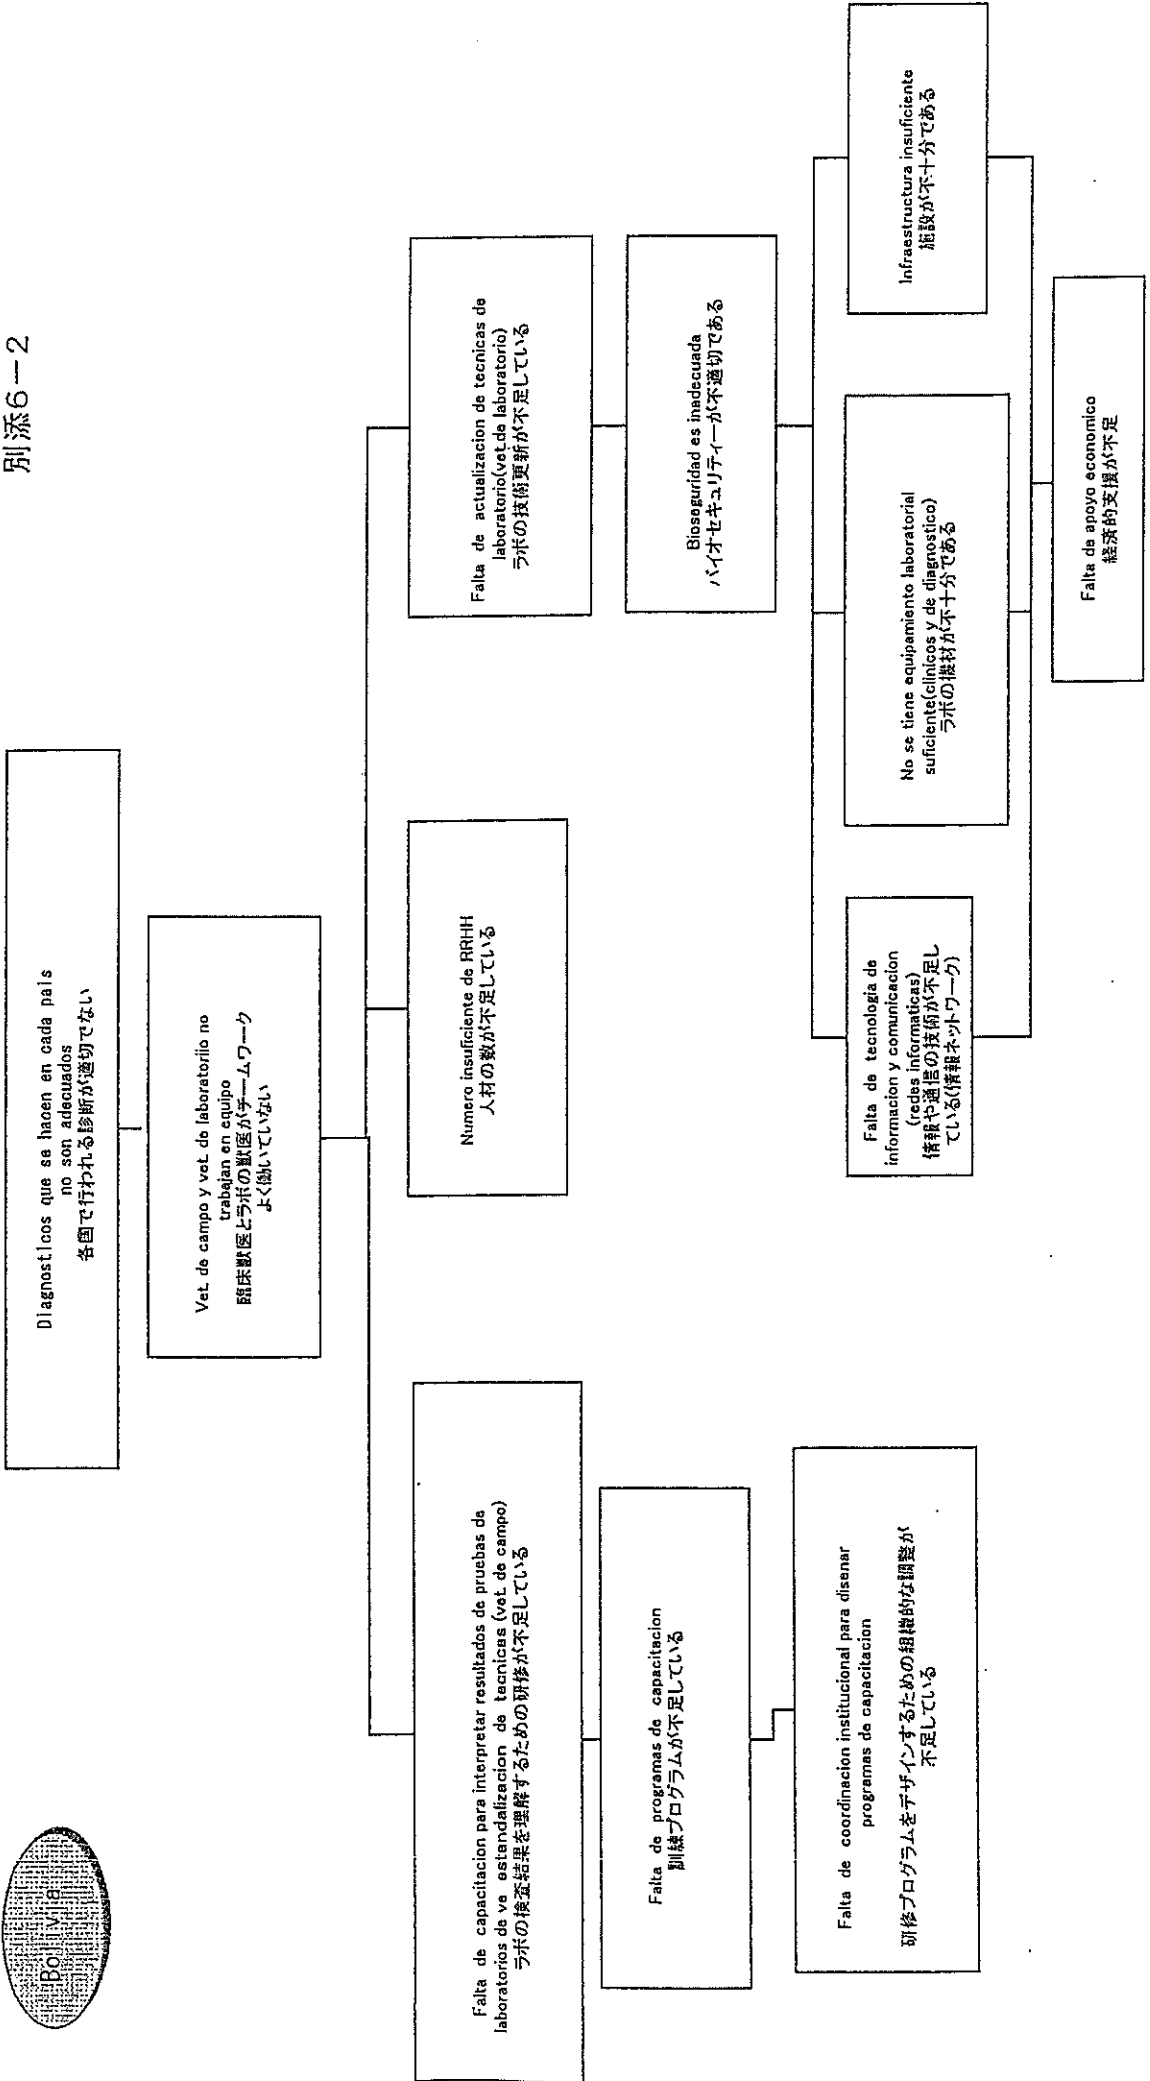 別添6－2
Bolivia
Diagnosticos que se hacen en cada pais
no son adecuados
各国で行われる診断が適切でない
Vet. de campo y vet. de laboratoriio no
trabajan en equipo
臨床獣医とラボの獣医がチームワーク
よく働いていない
Falta de capacitacion para interpretar resultados de pruebas de
laboratorios de ve estandalizacion de tecnicas (vet. de campo)
ラボの検査結果を理解するための研修が不足している
Falta de programas de capacitacion
訓練プログラムが不足している
Falta de coordinacion institucional para disenar
programas de capacitacion
研修プログラムをデザインするための組織的な調整が
不足している
Numero insuficiente de RRHH
人材の数が不足している
Falta de actualizacion de tecnicas de
laboratorio(vet.de laboratorio)
ラボの技術更新が不足している
Bioseguridad es inadecuada
バイオセキュリティーが不適切である
Falta de tecnologia de
informacion y comunicacion
(redes informaticas)
情報や通信の技術が不足し
ている(情報ネットワーク)
No se tiene equipamiento laboratorial
suficiente(clinicos y de diagnostico)
ラボの機材が不十分である
Infraestructura insuficiente
施設が不十分である
Falta de apoyo economico
経済的支援が不足